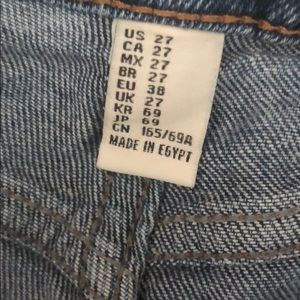 US 27
CA 27
MX 27
BR 27
EU 38
UK 27
KR 69
JP 69
CN 165/69A
MADE IN EGYPT